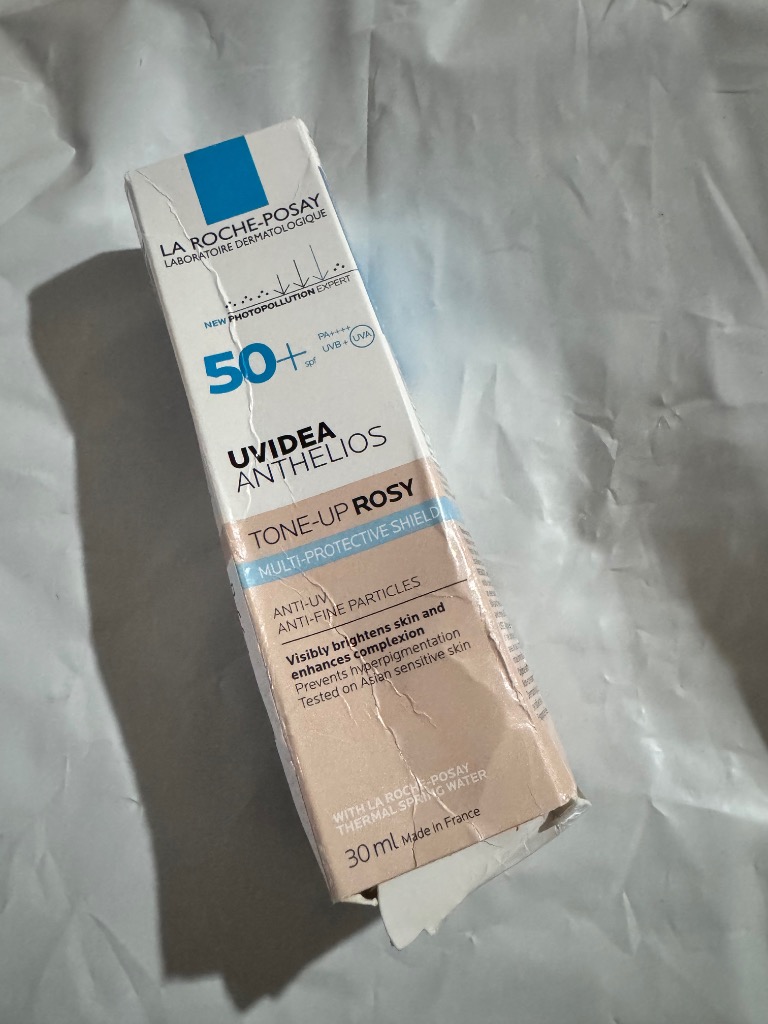 LA ROCHE-POSAY
LABORATOIRE DERMATOLOGIQUE
NEW PHOTOPOLLUTION EXPERT
50+ spf
PA++++
UVB + UVA
UVIDEA
ANTHELIOS
TONE-UP ROSY
MULTI-PROTECTIVE SHIELD
ANTI-UV
ANTI-FINE PARTICLES
Visibly brightens skin and
enhances complexion
Prevents hyperpigmentation
Tested on Asian sensitive skin
WITH LA ROCHE-POSAY
THERMAL SPRING WATER
30 ml Made in France